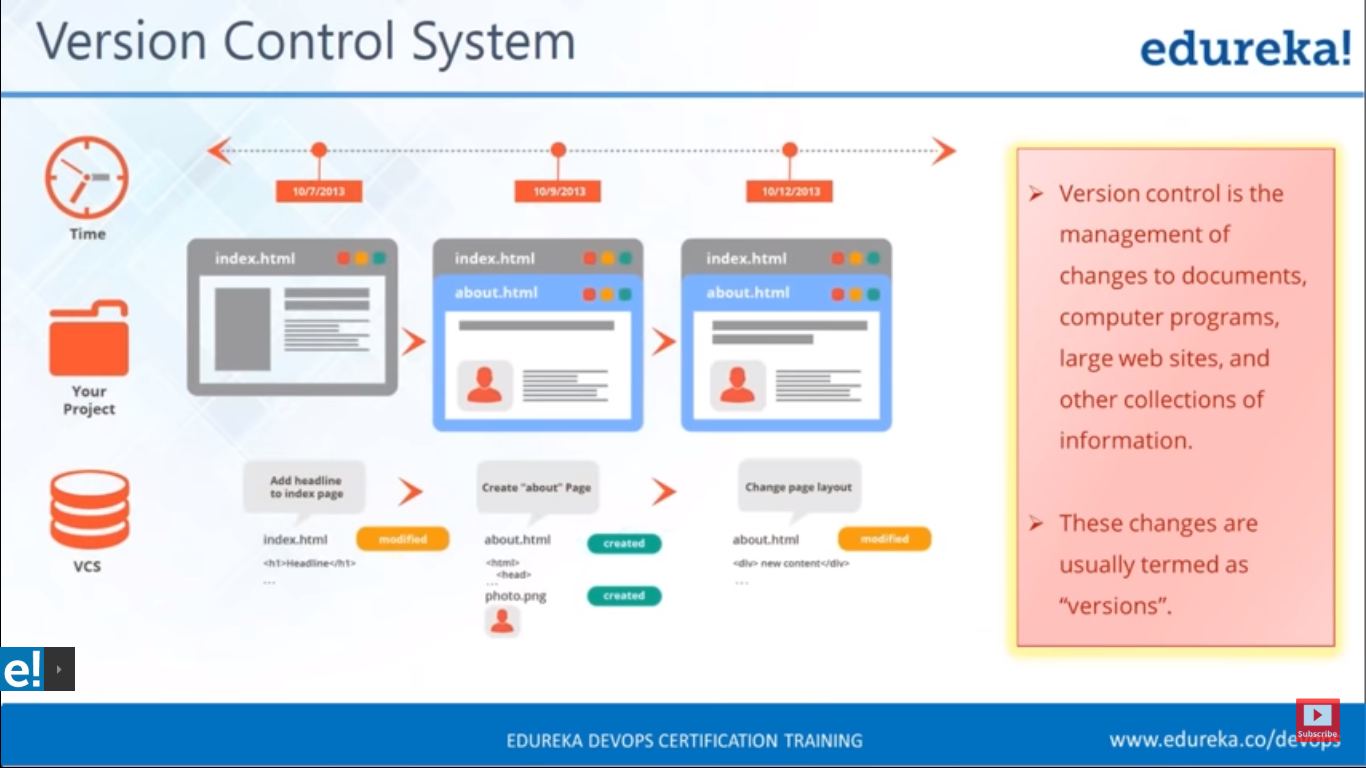 Version Control System
edureka!
Time
10/7/2013
10/9/2013
10/12/2013
Your
Project
index.html
index.html
about.html
index.html
about.html
VCS
Add headline
to index page
Create "about" Page
Change page layout
index.html
modified
<h1>Headline</h1>
...
about.html
created
<html>
<head>
...
photo.png
created
about.html
modified
<div> new content</div>
...
Version control is the
management of
changes to documents,
computer programs,
large web sites, and
other collections of
information.
These changes are
usually termed as
“versions”.
e!
EDUREKA DEVOPS CERTIFICATION TRAINING
www.edureka.co/devops
Subscribe